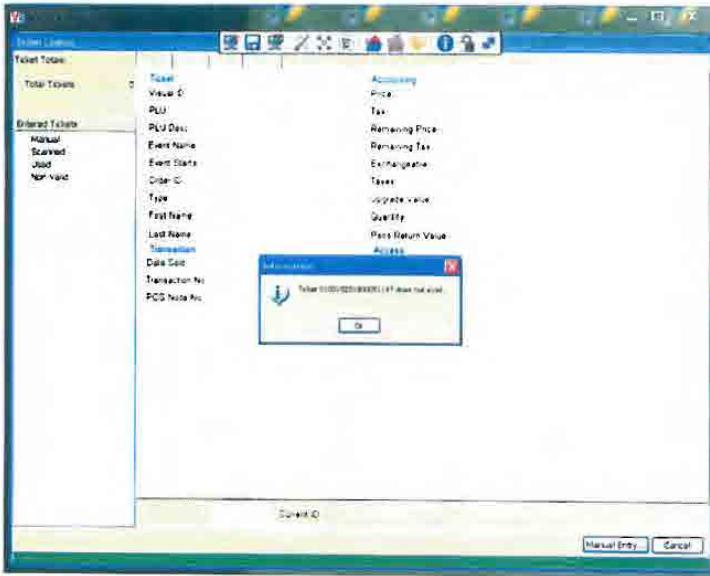 Ticket Lookup
Ticket Totals:
Total Tickets
Entered Tickets
Manual
Scanned
Used
Non Valid
Ticket
Visual ID
PLU
PLU Desc
Event Name
Event Starts
Order ID
Type
First Name
Last Name
Transaction
Date Sold
Transaction No
POS Node No
Accounting
Price
Tax
Remaining Price
Remaining Tax
Exchangeable
Taxes
Upgrade Value
Quantity
Pass Return Value
Access
Information
Ticket does not exist.
Ok
Current ID
Manual Entry...
Cancel